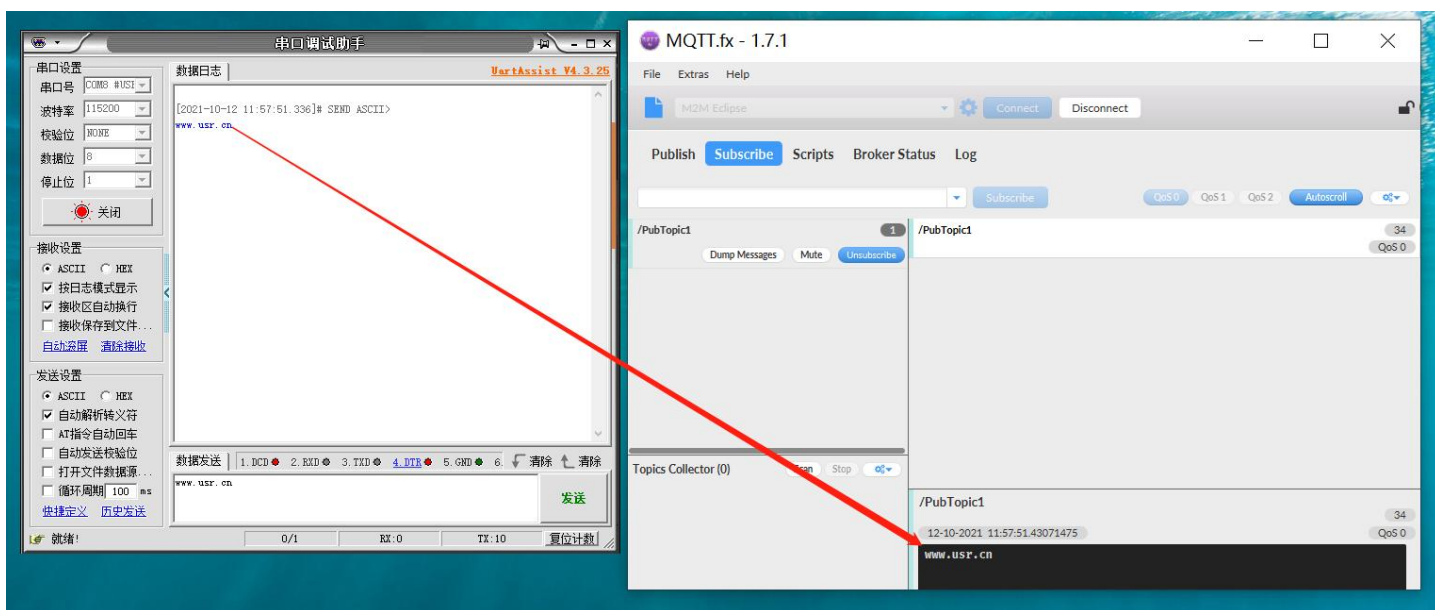 串口调试助手
串口设置
串口号 COM8 #USI
波特率 115200
校验位 NONE
数据位 8
停止位 1
关闭
接收设置
ASCII HEX
按日志模式显示
接收区自动换行
接收保存到文件...
自动滚屏 清除接收
发送设置
ASCII HEX
自动解析转义符
AT指令自动回车
自动发送校验位
打开文件数据源...
循环周期 100 ms
快捷定义 历史发送
数据日志 UartAssist V4.3.25
[2021-10-12 11:57:51.336]# SEND ASCII>
www.usr.cn
数据发送 1.DCD 2.RXD 3.TXD 4.DTR 5.GND 6. 清除 清除
www.usr.cn
发送
就绪! 0/1 RX:0 TX:10 复位计数
MQTT.fx - 1.7.1
File Extras Help
M2M Eclipse Connect Disconnect
Publish Subscribe Scripts Broker Status Log
Subscribe QoS 0 QoS 1 QoS 2 Autoscroll
/PubTopic1 1
Dump Messages Mute Unsubscribe
/PubTopic1 34
QoS 0
Topics Collector (0) Scan Stop
/PubTopic1
34
12-10-2021 11:57:51.43071475 QoS 0
www.usr.cn